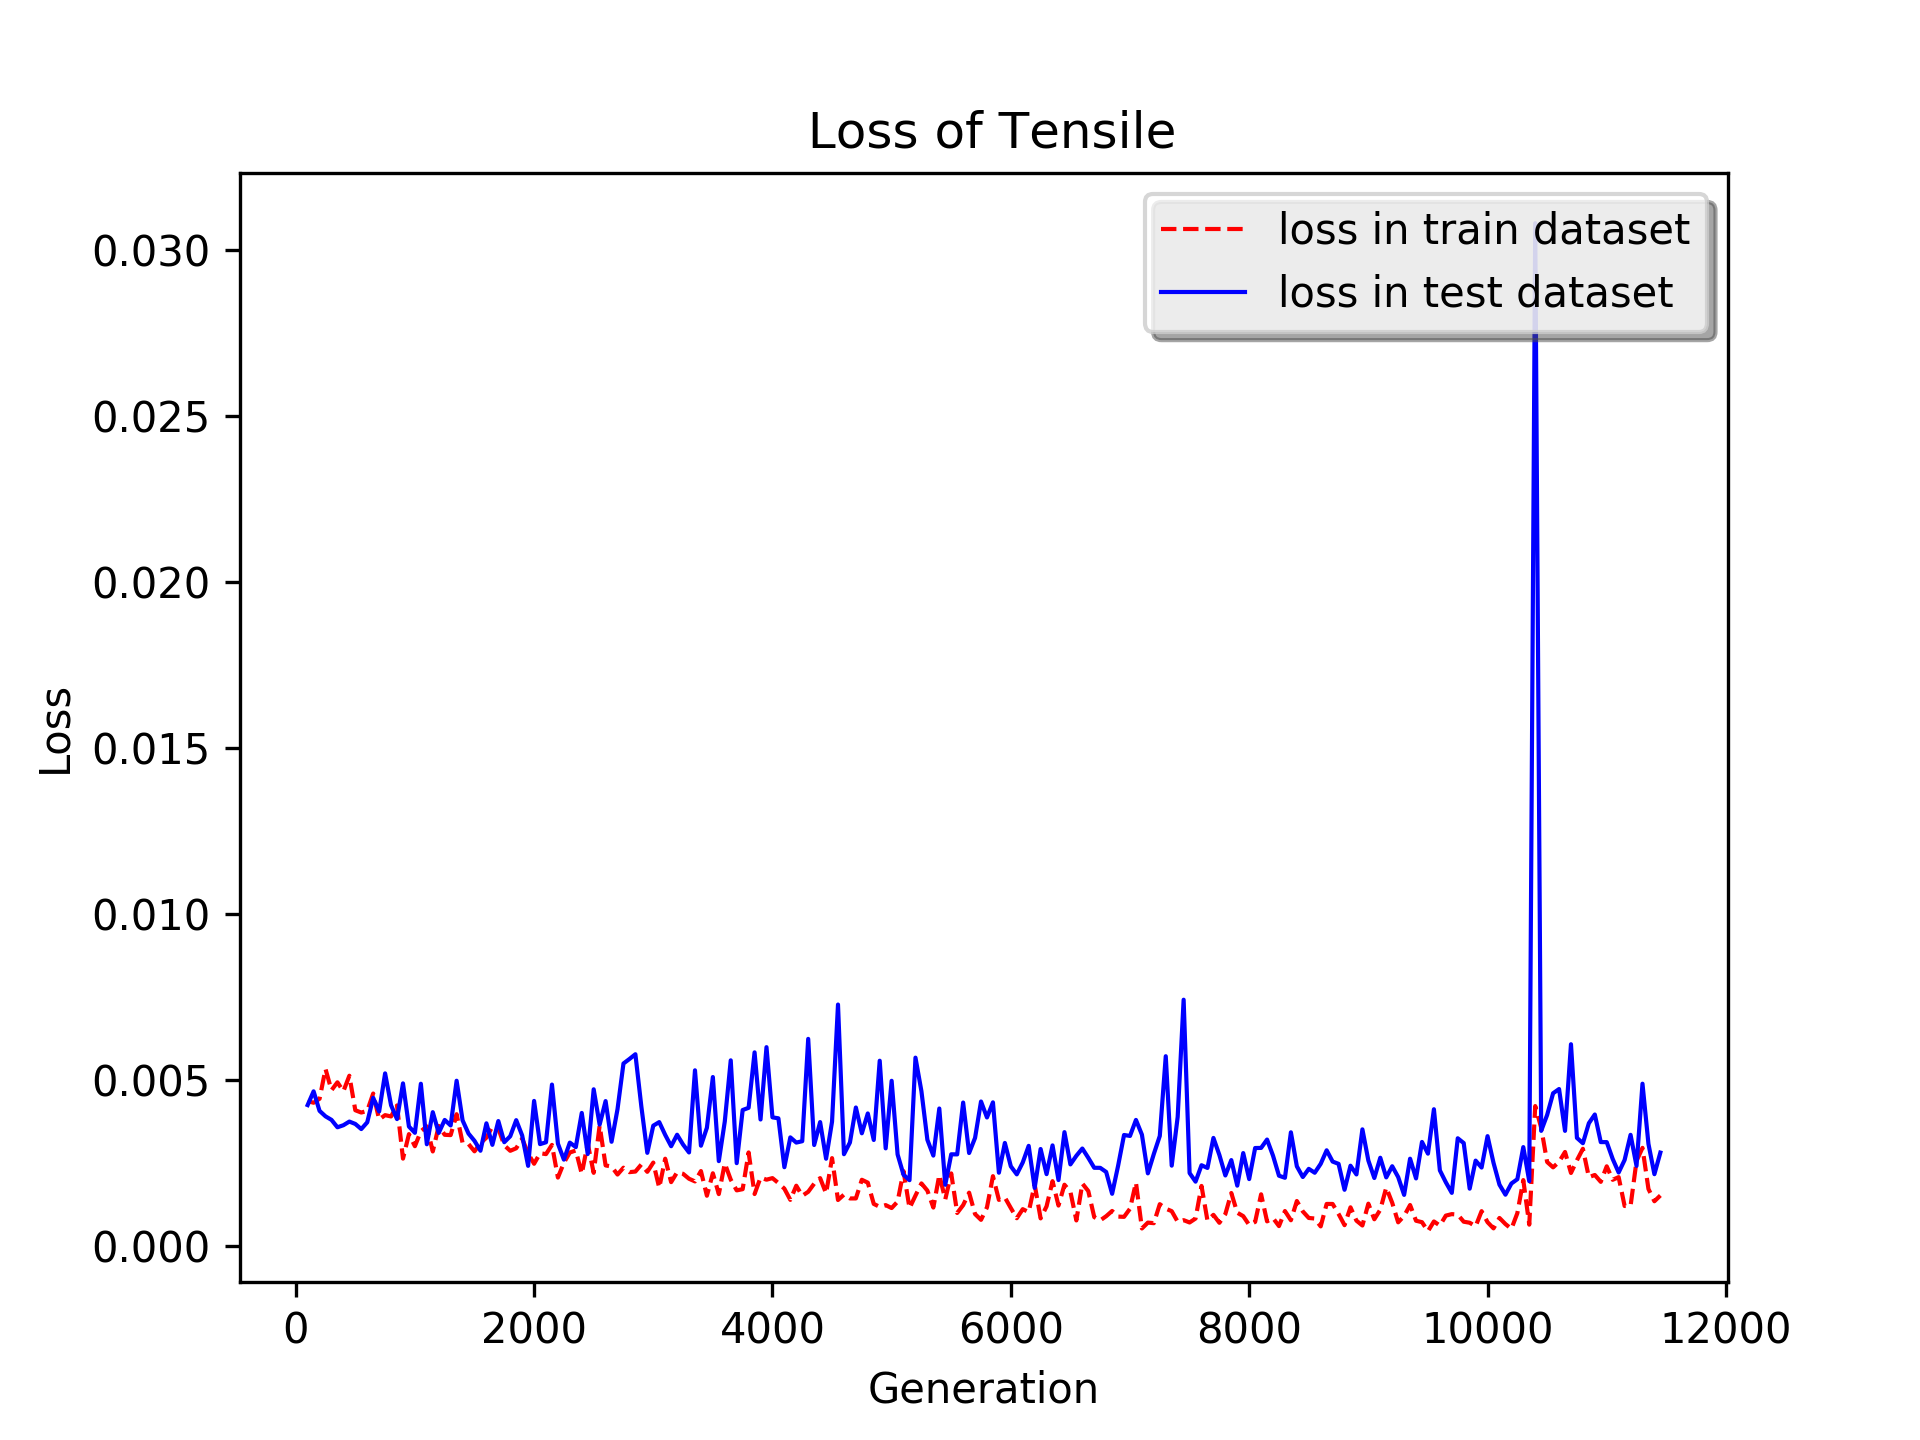 Loss of Tensile
loss in train dataset
loss in test dataset
0.030
0.025
0.020
0.015
0.010
0.005
0.000
Loss
0 2000 4000 6000 8000 10000 12000
Generation